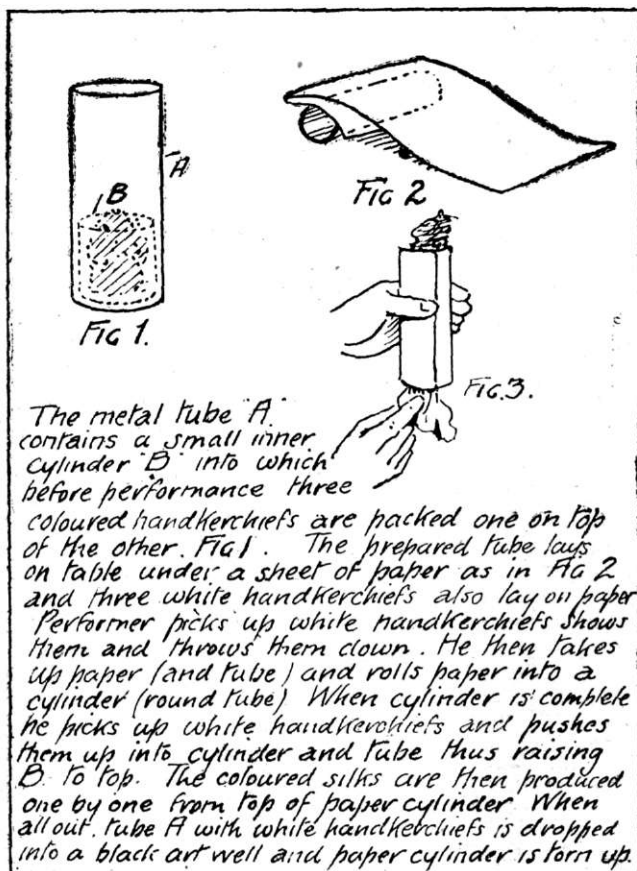 A
B
FIG 1.
FIG 2
FIG.3.
The metal tube "A"
contains a small inner
cylinder "B" into which
before performance three
coloured handkerchiefs are packed one on top
of the other. FIG 1. The prepared tube lays
on table under a sheet of paper as in FIG 2
and three white handkerchiefs also lay on paper
Performer picks up white handkerchiefs shows
them and throws them down. He then takes
up paper (and tube) and rolls paper into a
cylinder (round tube) When cylinder is complete
he picks up white handkerchiefs and pushes
them up into cylinder and tube thus raising
B. to top. The coloured silks are then produced
one by one from top of paper cylinder When
all out. tube A with white handkerchiefs is dropped
into a black art well and paper cylinder is torn up.